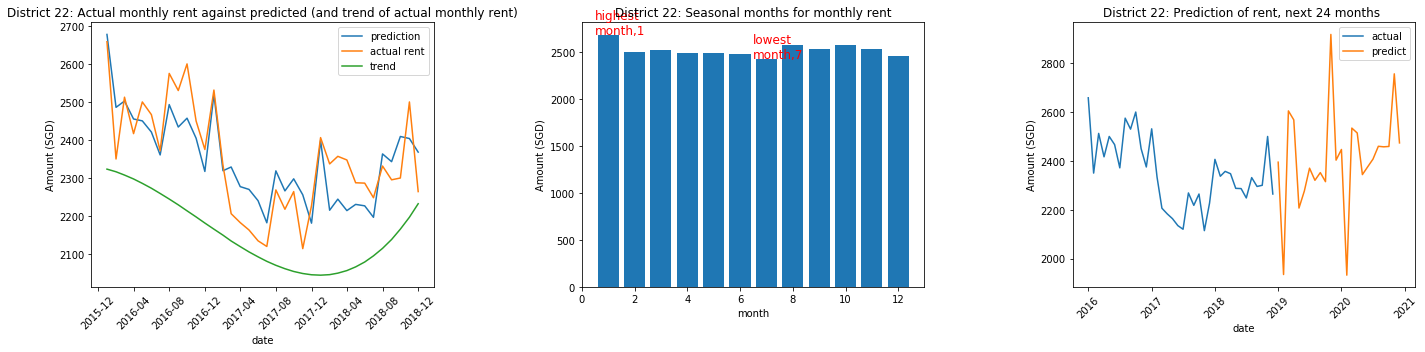 District 22: Actual monthly rent against predicted (and trend of actual monthly rent)
2700
2600
2500
2400
2300
2200
2100
Amount (SGD)
prediction
actual rent
trend
2015-12
2016-04
2016-08
2016-12
2017-04
2017-08
2017-12
2018-04
2018-08
2018-12
date
District 22: Seasonal months for monthly rent
highest
month,1
lowest
month,7
2500
2000
1500
1000
500
0
Amount (SGD)
0 2 4 6 8 10 12
month
District 22: Prediction of rent, next 24 months
actual
predict
2800
2600
2400
2200
2000
Amount (SGD)
2016
2017
2018
2019
2020
2021
date